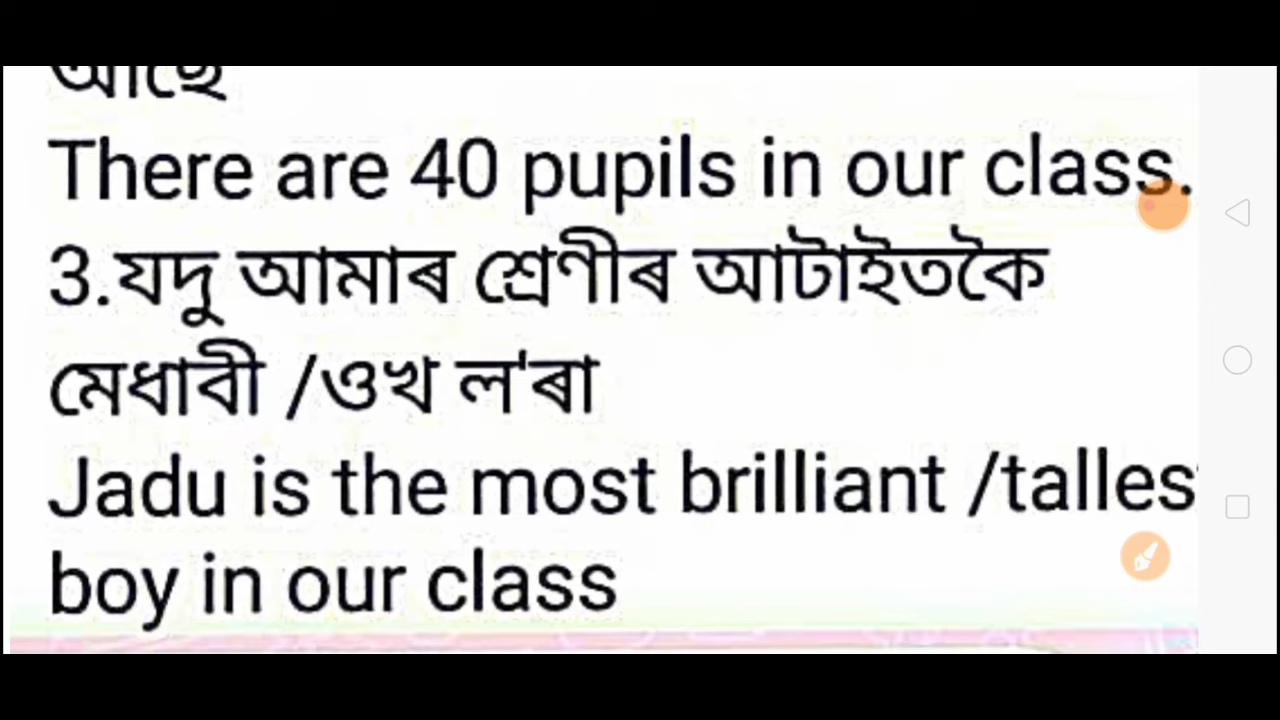 আছে
There are 40 pupils in our class.
3.যদু আমাৰ শ্ৰেণীৰ আটাইতকৈ
মেধাবী /ওখ ল'ৰা
Jadu is the most brilliant /talles
boy in our class